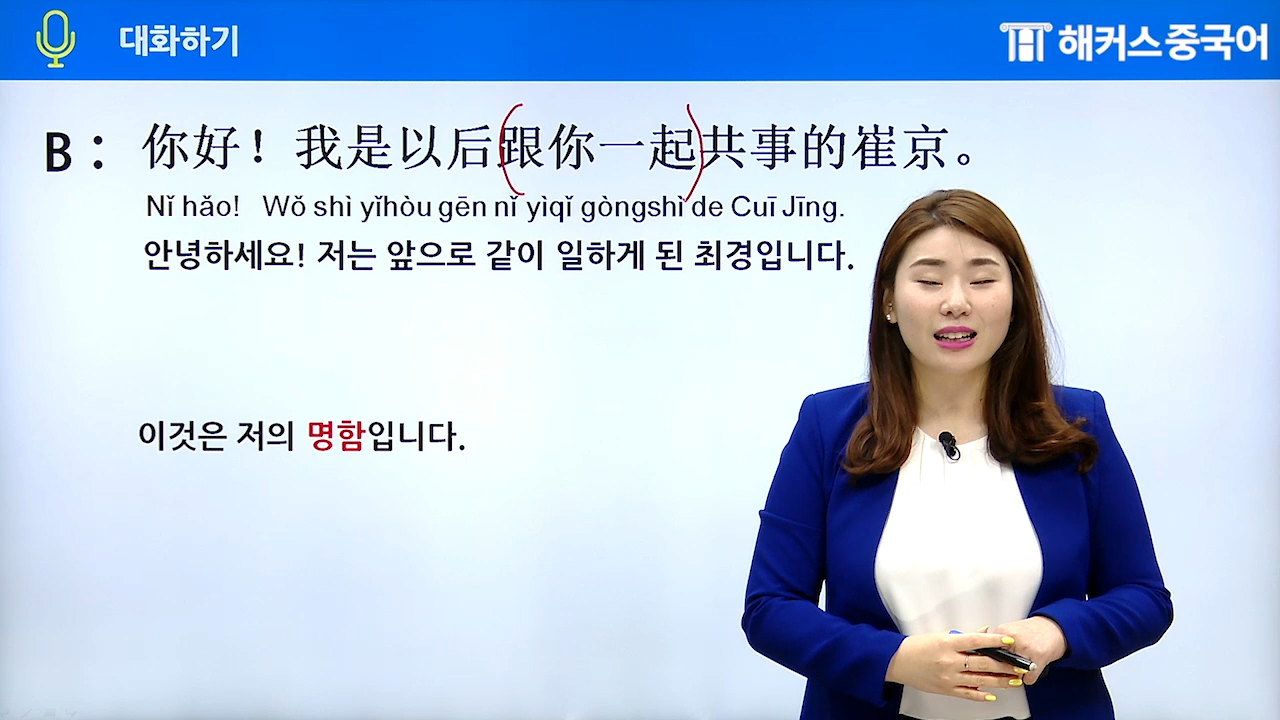 대화하기
해커스중국어
B : 你好！我是以后跟你一起共事的崔京。
Nǐ hǎo! Wǒ shì yǐhòu gēn nǐ yìqǐ gòngshì de Cuī Jīng.
안녕하세요! 저는 앞으로 같이 일하게 된 최경입니다.
이것은 저의 명함입니다.